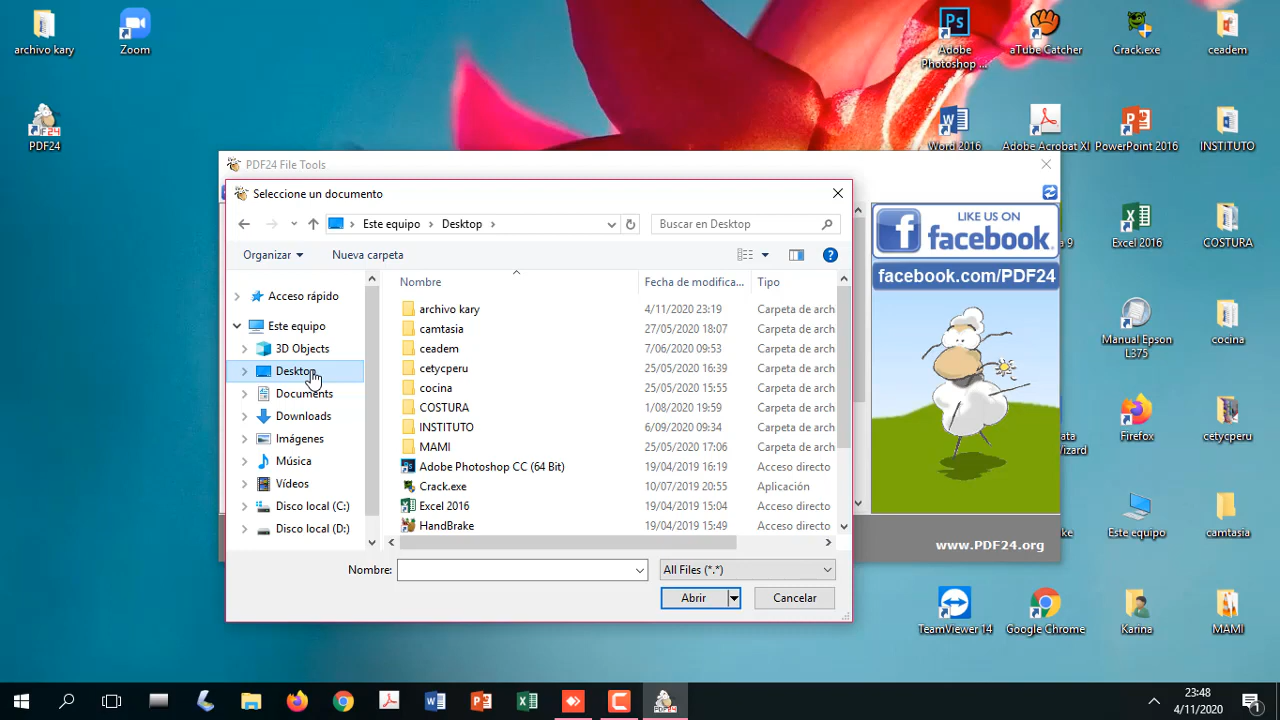 archivo kary
Zoom
PDF24
Adobe
Photoshop ...
aTube Catcher
Crack.exe
ceadem
Word 2016
Adobe Acrobat XI
PowerPoint 2016
INSTITUTO
PDF24 File Tools
Seleccione un documento
Este equipo
Desktop
Buscar en Desktop
Organizar
Nueva carpeta
Nombre
Fecha de modifica...
Tipo
Acceso rápido
Este equipo
3D Objects
Desktop
Documents
Downloads
Imágenes
Música
Vídeos
Disco local (C:)
Disco local (D:)
archivo kary 4/11/2020 23:19 Carpeta de arch
camtasia 27/05/2020 18:07 Carpeta de arch
ceadem 7/06/2020 09:53 Carpeta de arch
cetycperu 25/05/2020 16:39 Carpeta de arch
cocina 25/05/2020 15:55 Carpeta de arch
COSTURA 1/08/2020 19:59 Carpeta de arch
INSTITUTO 6/09/2020 09:34 Carpeta de arch
MAMI 25/05/2020 17:06 Carpeta de arch
Adobe Photoshop CC (64 Bit) 19/04/2019 16:19 Acceso directo
Crack.exe 10/07/2019 20:55 Aplicación
Excel 2016 19/04/2019 15:04 Acceso directo
HandBrake 19/04/2019 15:49 Acceso directo
Nombre:
All Files (*.*)
Abrir
Cancelar
LIKE US ON
facebook.
facebook.com/PDF24
www.PDF24.org
Excel 2016
COSTURA
Manual Epson
L375
cocina
Firefox
cetycperu
Este equipo
camtasia
TeamViewer 14
Google Chrome
Karina
MAMI
23:48
4/11/2020
1